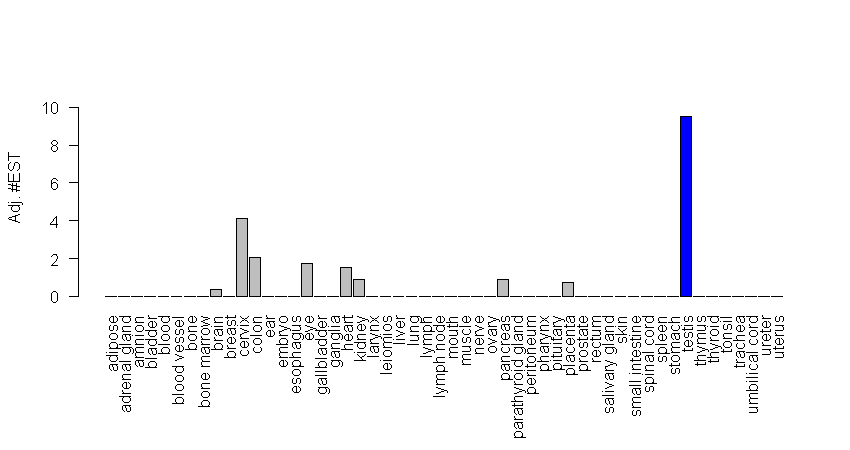 Adj. #EST
10
8
6
4
2
0
adipose
adrenal gland
amnion
bladder
blood
blood vessel
bone
bone marrow
brain
breast
cervix
colon
ear
embryo
esophagus
eye
gallbladder
ganglia
heart
kidney
larynx
leiomios
liver
lung
lymph
lymph node
mouth
muscle
nerve
ovary
pancreas
parathyroid gland
peritoneum
pharynx
pituitary
placenta
prostate
rectum
salivary gland
skin
small intestine
spinal cord
spleen
stomach
testis
thymus
thyroid
tonsil
trachea
umbilical cord
ureter
uterus